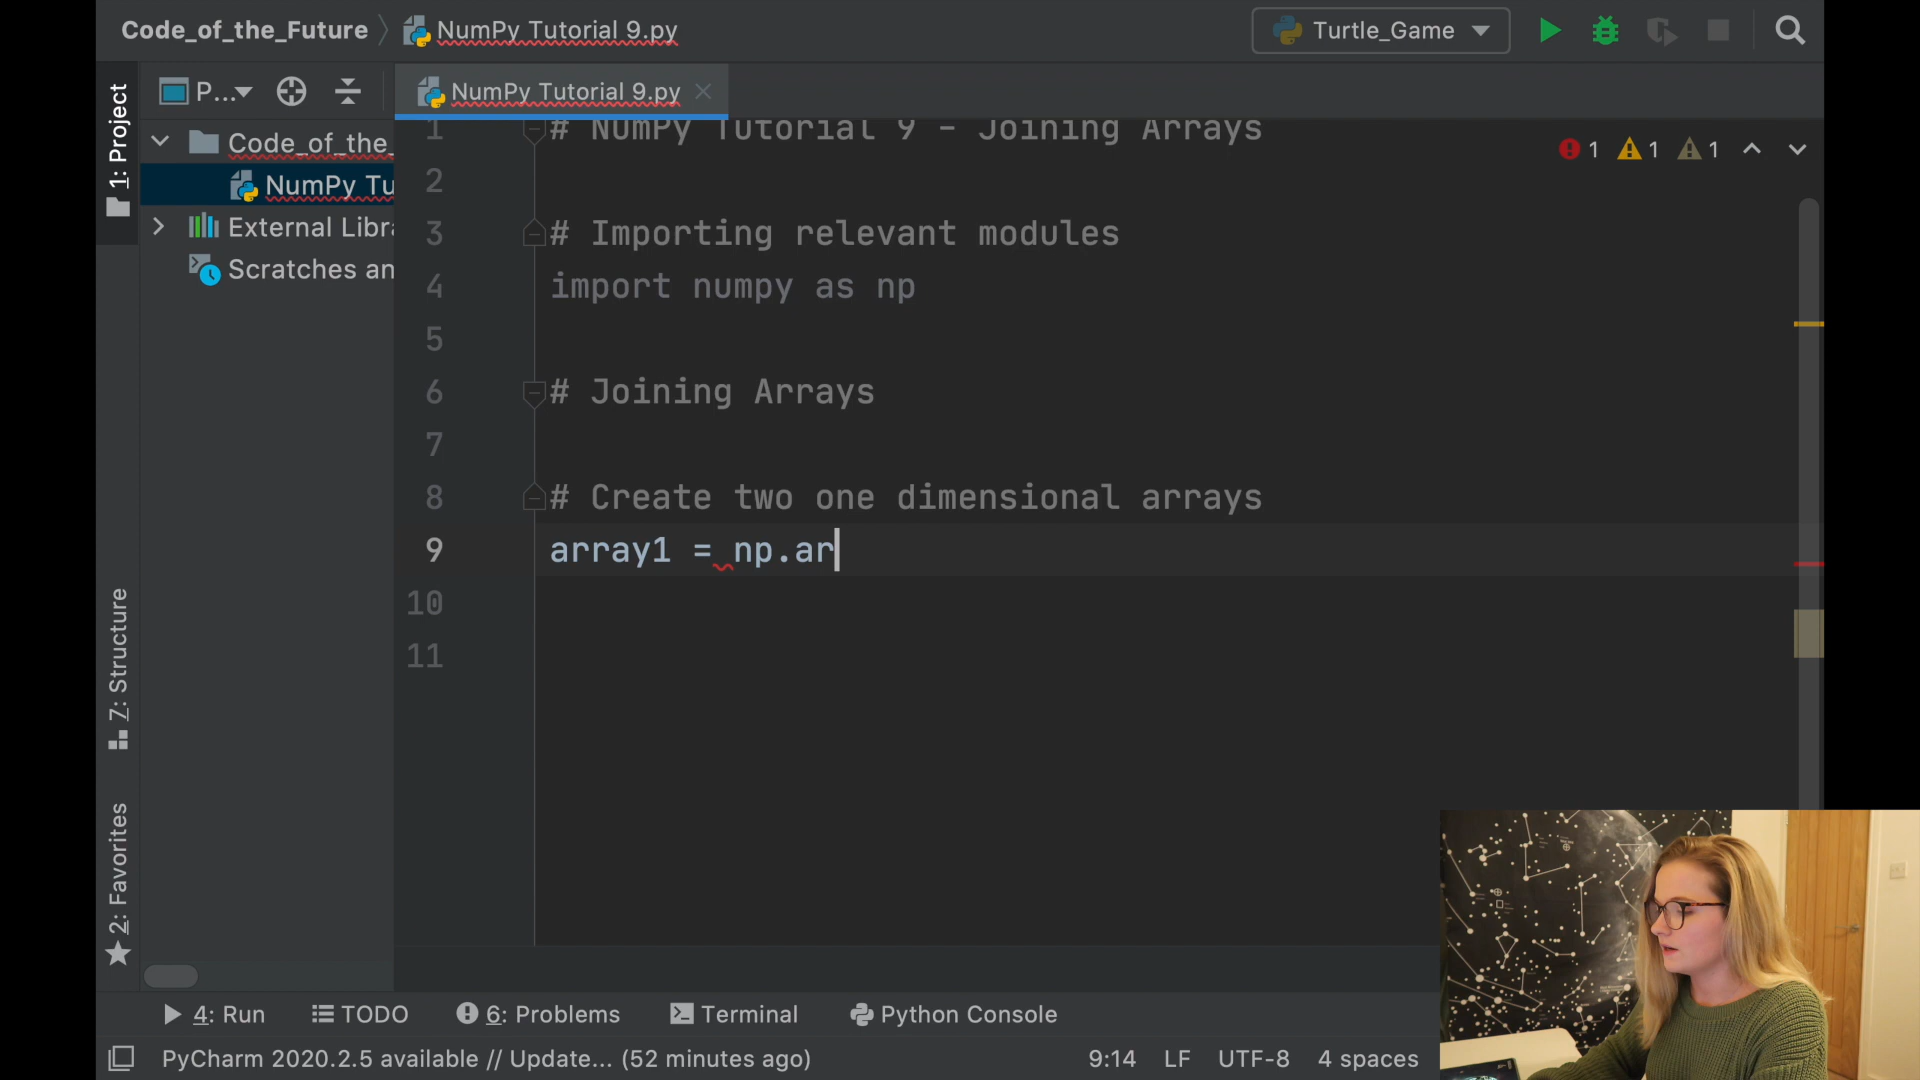 Code_of_the_Future
NumPy Tutorial 9.py
Turtle_Game
P...
NumPy Tutorial 9.py
1: Project
Code_of_the_
NumPy Tu
External Libra
Scratches an
7: Structure
2: Favorites
1 # NumPy Tutorial 9 - Joining Arrays
2
3 # Importing relevant modules
4 import numpy as np
5
6 # Joining Arrays
7
8 # Create two one dimensional arrays
9 array1 = np.ar
10
11
1 1 1
4: Run
TODO
6: Problems
Terminal
Python Console
PyCharm 2020.2.5 available // Update... (52 minutes ago)
9:14 LF UTF-8 4 spaces